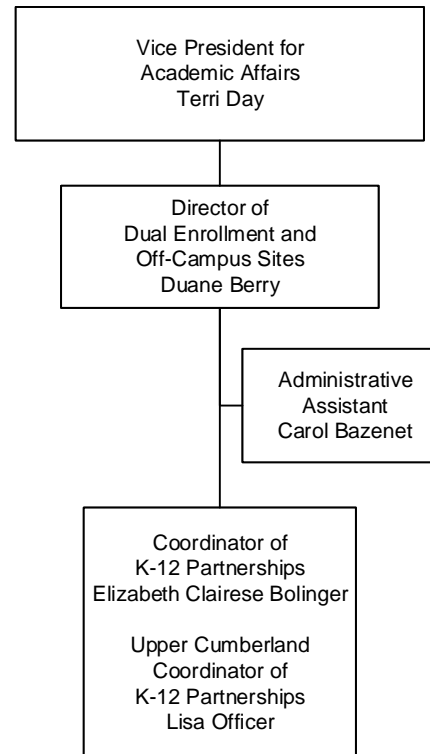 Vice President for
Academic Affairs
Terri Day
Director of
Dual Enrollment and
Off-Campus Sites
Duane Berry
Administrative
Assistant
Carol Bazenet
Coordinator of
K-12 Partnerships
Elizabeth Clairese Bolinger
Upper Cumberland
Coordinator of
K-12 Partnerships
Lisa Officer